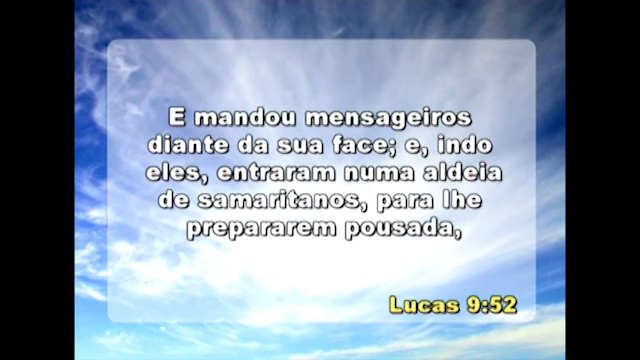 E mandou mensageiros
diante da sua face; e, indo
eles, entraram numa aldeia
de samaritanos, para lhe
prepararem pousada,
Lucas 9:52